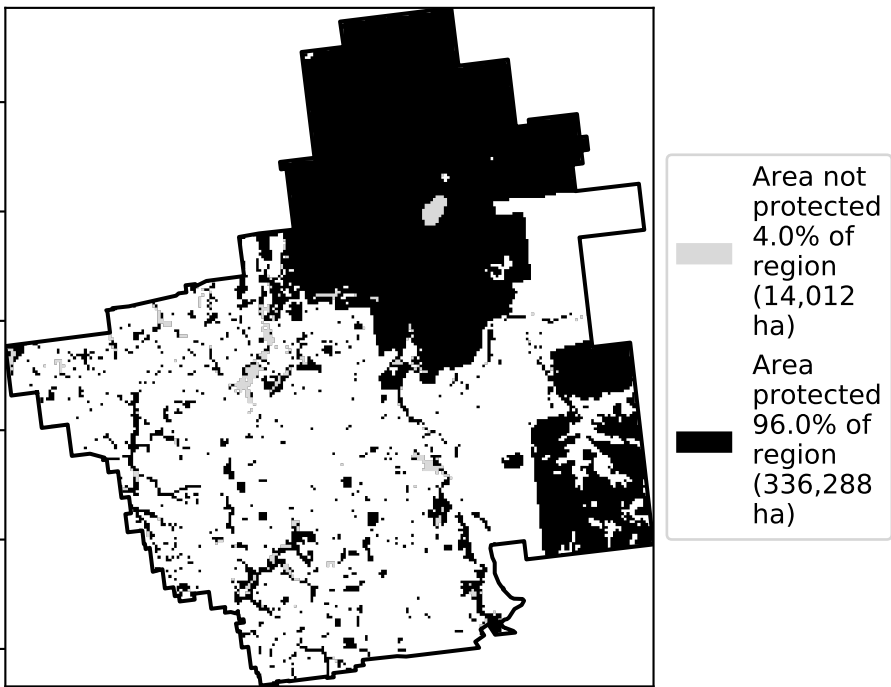 Area not
protected
4.0% of
region
(14,012
ha)
Area
protected
96.0% of
region
(336,288
ha)